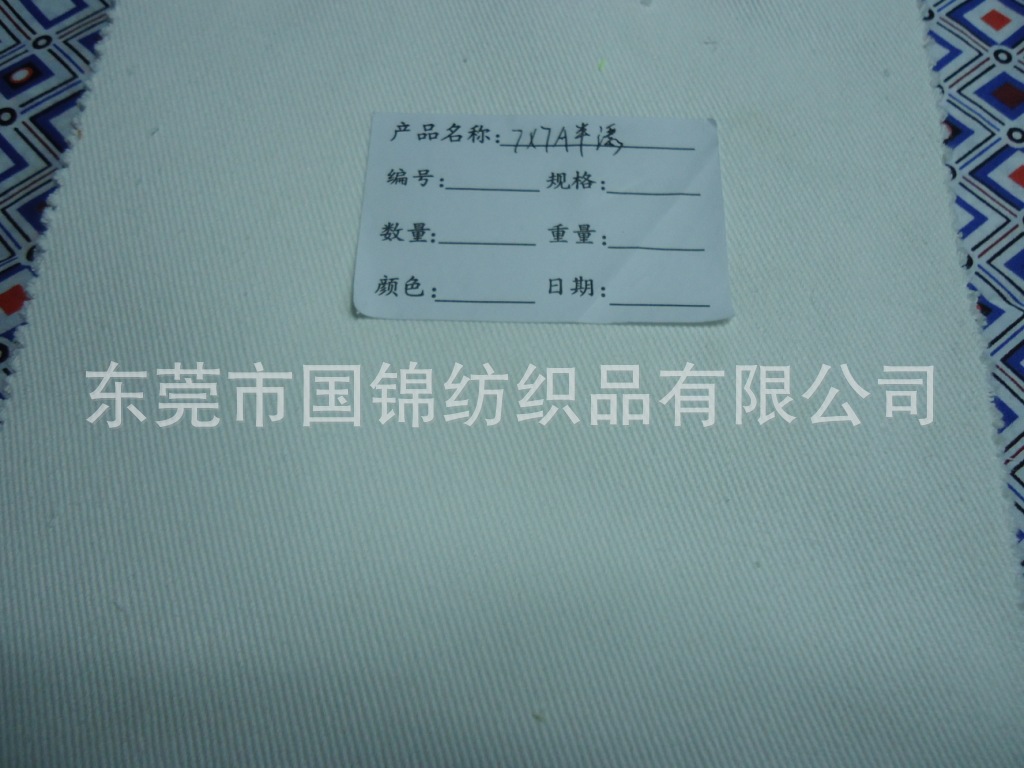 产品名称：7X7A半漂
编号：
规格：
数量：
重量：
颜色：
日期：
东莞市国锦纺织品有限公司